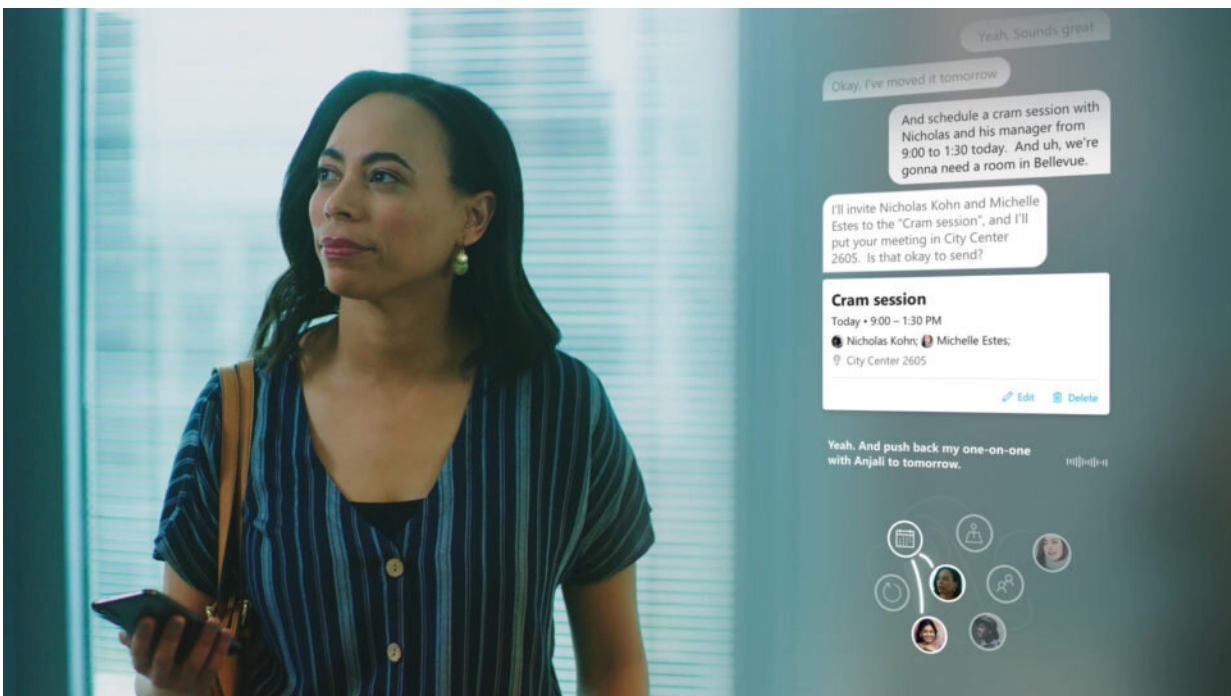 Yeah, Sounds great
Okay, I've moved it tomorrow
And schedule a cram session with
Nicholas and his manager from
9:00 to 1:30 today. And uh, we're
gonna need a room in Bellevue.
I'll invite Nicholas Kohn and Michelle
Estes to the "Cram session", and I'll
put your meeting in City Center
2605. Is that okay to send?
Cram session
Today • 9:00 – 1:30 PM
Nicholas Kohn; Michelle Estes;
City Center 2605
Edit Delete
Yeah. And push back my one-on-one
with Anjali to tomorrow.